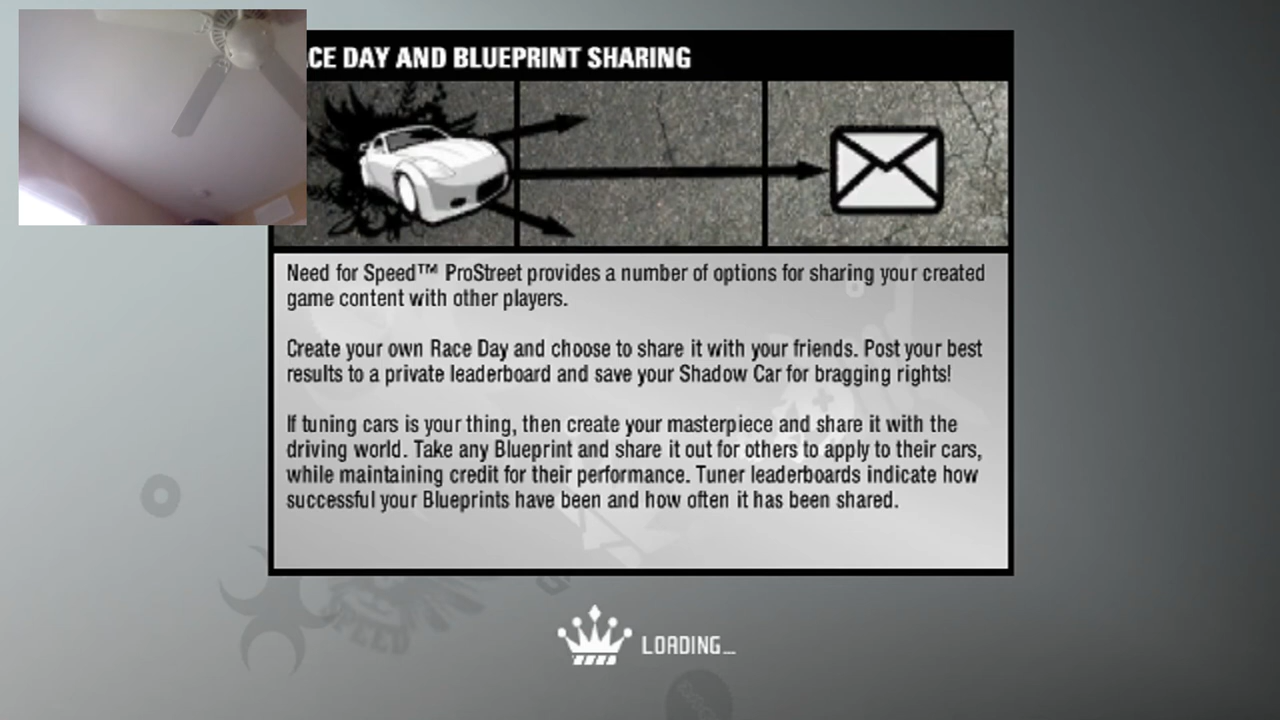 CE DAY AND BLUEPRINT SHARING
Need for Speed™ ProStreet provides a number of options for sharing your created
game content with other players.
Create your own Race Day and choose to share it with your friends. Post your best
results to a private leaderboard and save your Shadow Car for bragging rights!
If tuning cars is your thing, then create your masterpiece and share it with the
driving world. Take any Blueprint and share it out for others to apply to their cars,
while maintaining credit for their performance. Tuner leaderboards indicate how
successful your Blueprints have been and how often it has been shared.
LOADING...